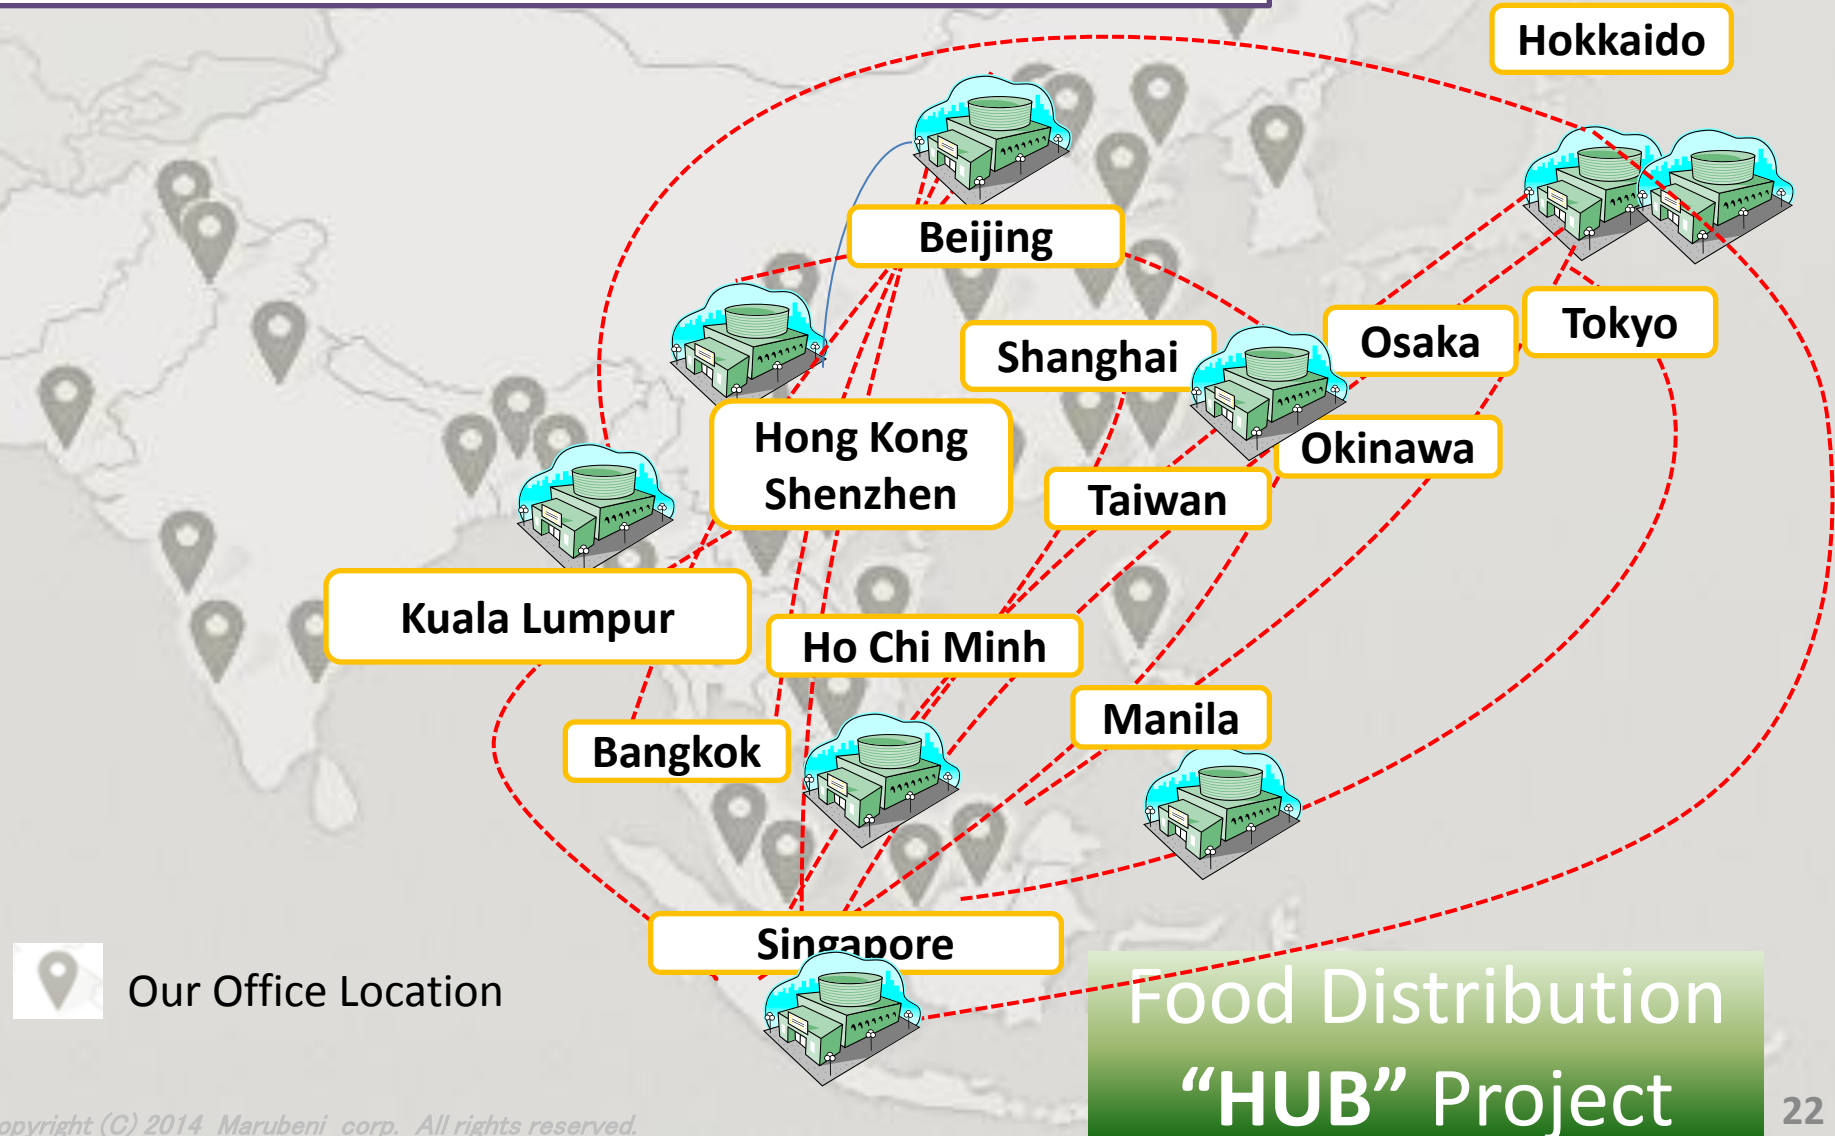 Hokkaido
Beijing
Tokyo
Osaka
Shanghai
Hong Kong
Shenzhen
Okinawa
Taiwan
Kuala Lumpur
Ho Chi Minh
Manila
Bangkok
Singapore
Our Office Location
Food Distribution
“HUB” Project
opyright (C) 2014 Marubeni corp. All rights reserved.
22